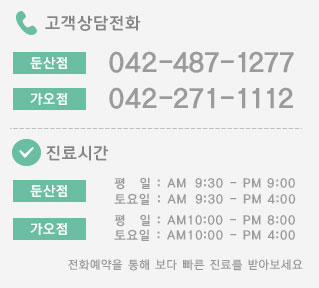 고객상담전화
둔산점 042-487-1277
가오점 042-271-1112
진료시간
둔산점
평 일 : AM 9:30 - PM 9:00
토요일 : AM 9:30 - PM 4:00
가오점
평 일 : AM10:00 - PM 8:00
토요일 : AM10:00 - PM 4:00
전화예약을 통해 보다 빠른 진료를 받아보세요